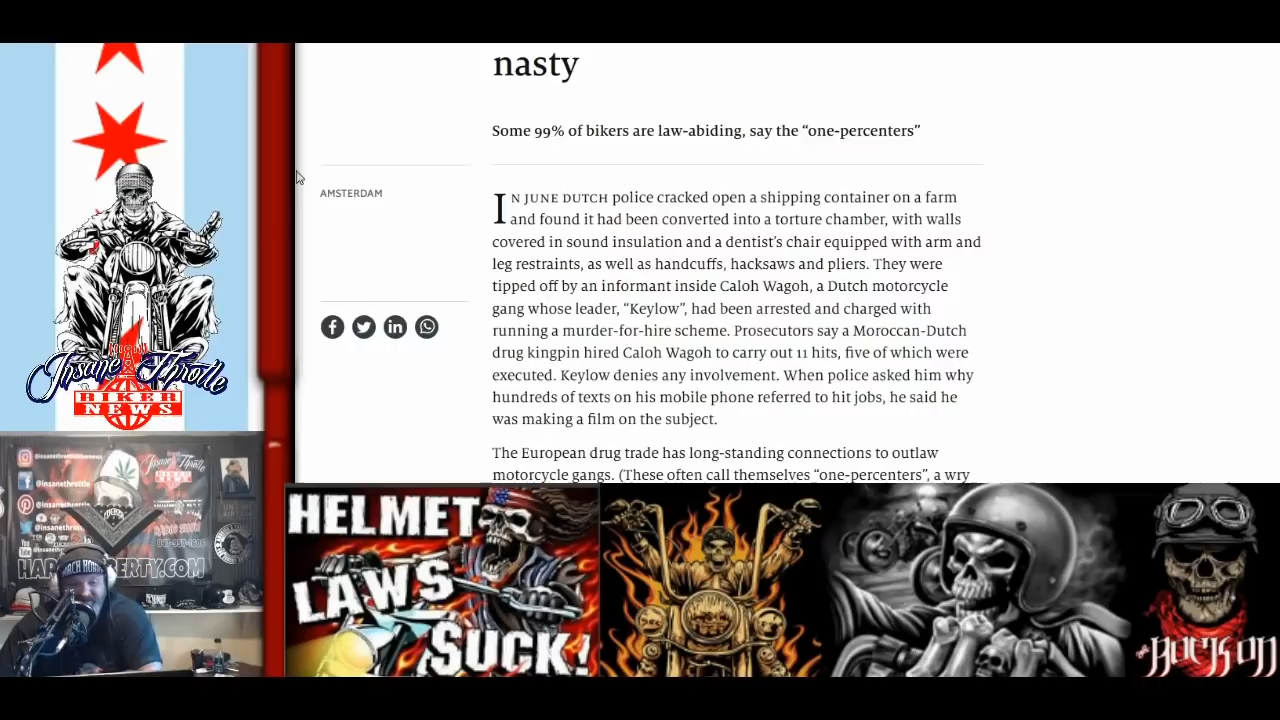 nasty
Some 99% of bikers are law-abiding, say the “one-percenters”
AMSTERDAM
IN JUNE DUTCH police cracked open a shipping container on a farm
and found it had been converted into a torture chamber, with walls
covered in sound insulation and a dentist’s chair equipped with arm and
leg restraints, as well as handcuffs, hacksaws and pliers. They were
tipped off by an informant inside Caloh Wagoh, a Dutch motorcycle
gang whose leader, “Keylow”, had been arrested and charged with
running a murder-for-hire scheme. Prosecutors say a Moroccan-Dutch
drug kingpin hired Caloh Wagoh to carry out 11 hits, five of which were
executed. Keylow denies any involvement. When police asked him why
hundreds of texts on his mobile phone referred to hit jobs, he said he
was making a film on the subject.
The European drug trade has long-standing connections to outlaw
motorcycle gangs. (These often call themselves “one-percenters”, a wry
Insane Throttle
BIKER
NEWS
HELMET
LAWS
SUCK!
ROCK ON